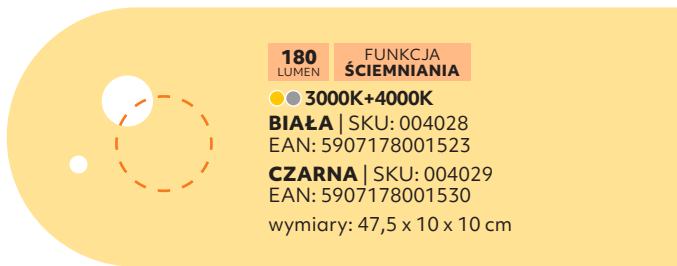 180
LUMEN
FUNKCJA
ŚCIEMNIANIA
3000K+4000K
BIAŁA | SKU: 004028
EAN: 5907178001523
CZARNA | SKU: 004029
EAN: 5907178001530
wymiary: 47,5 x 10 x 10 cm